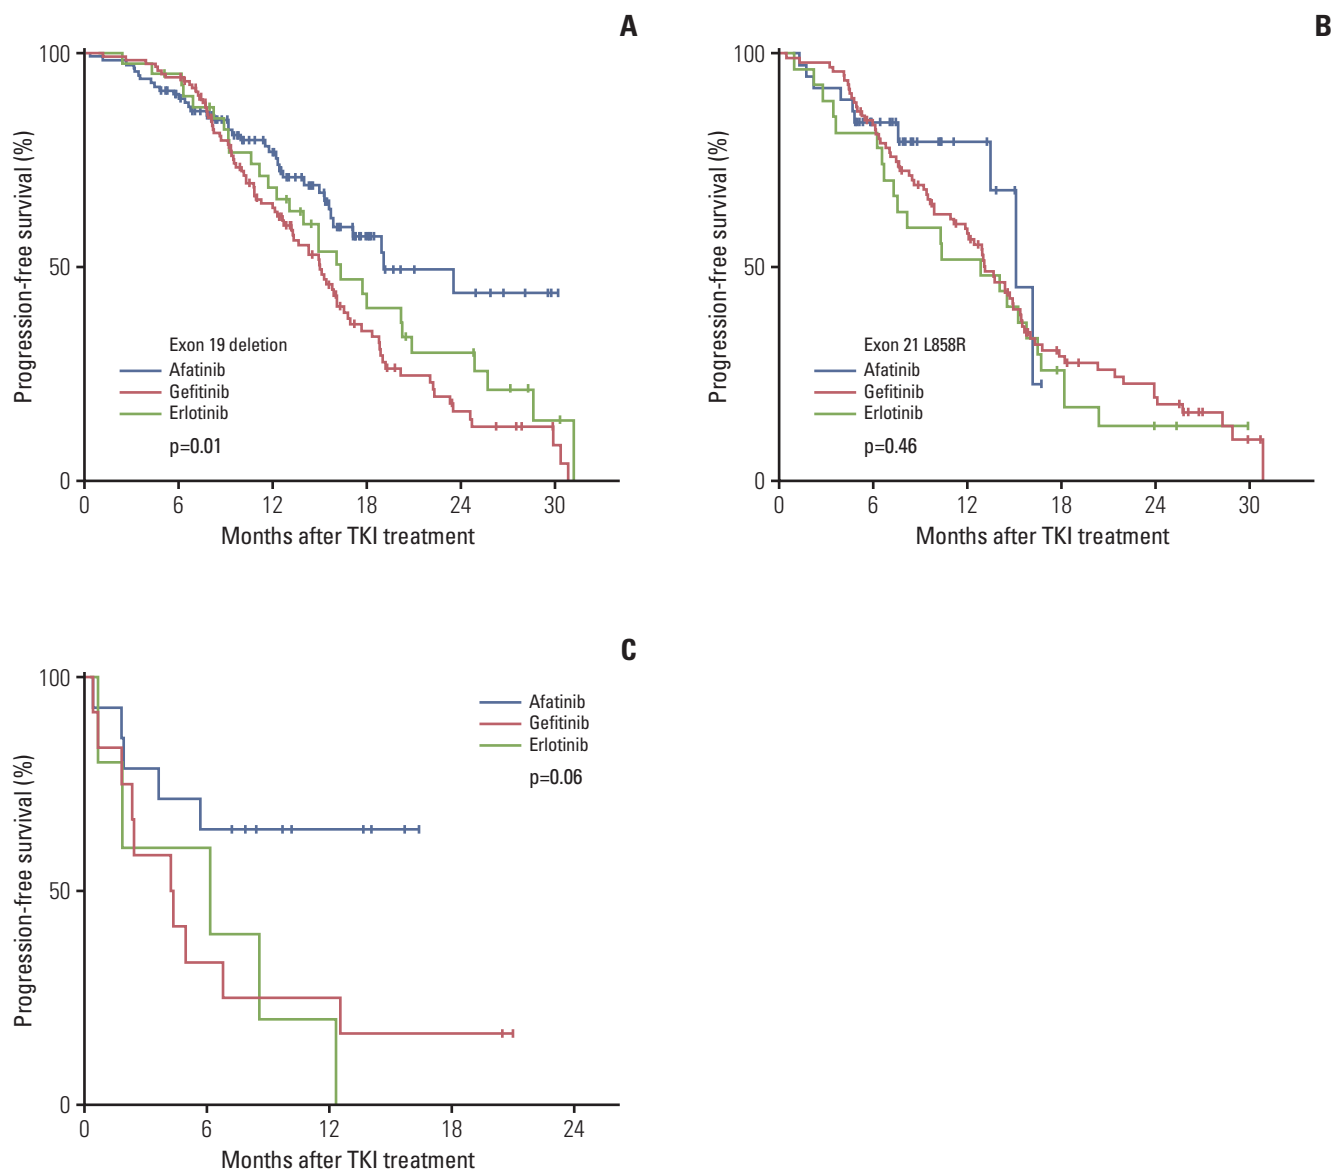 A
100
50
0
Progression-free survival (%)
Exon 19 deletion
Afatinib
Gefitinib
Erlotinib
p=0.01
0 6 12 18 24 30
Months after TKI treatment
B
100
50
0
Progression-free survival (%)
Exon 21 L858R
Afatinib
Gefitinib
Erlotinib
p=0.46
0 6 12 18 24 30
Months after TKI treatment
C
100
50
0
Progression-free survival (%)
Afatinib
Gefitinib
Erlotinib
p=0.06
0 6 12 18 24
Months after TKI treatment